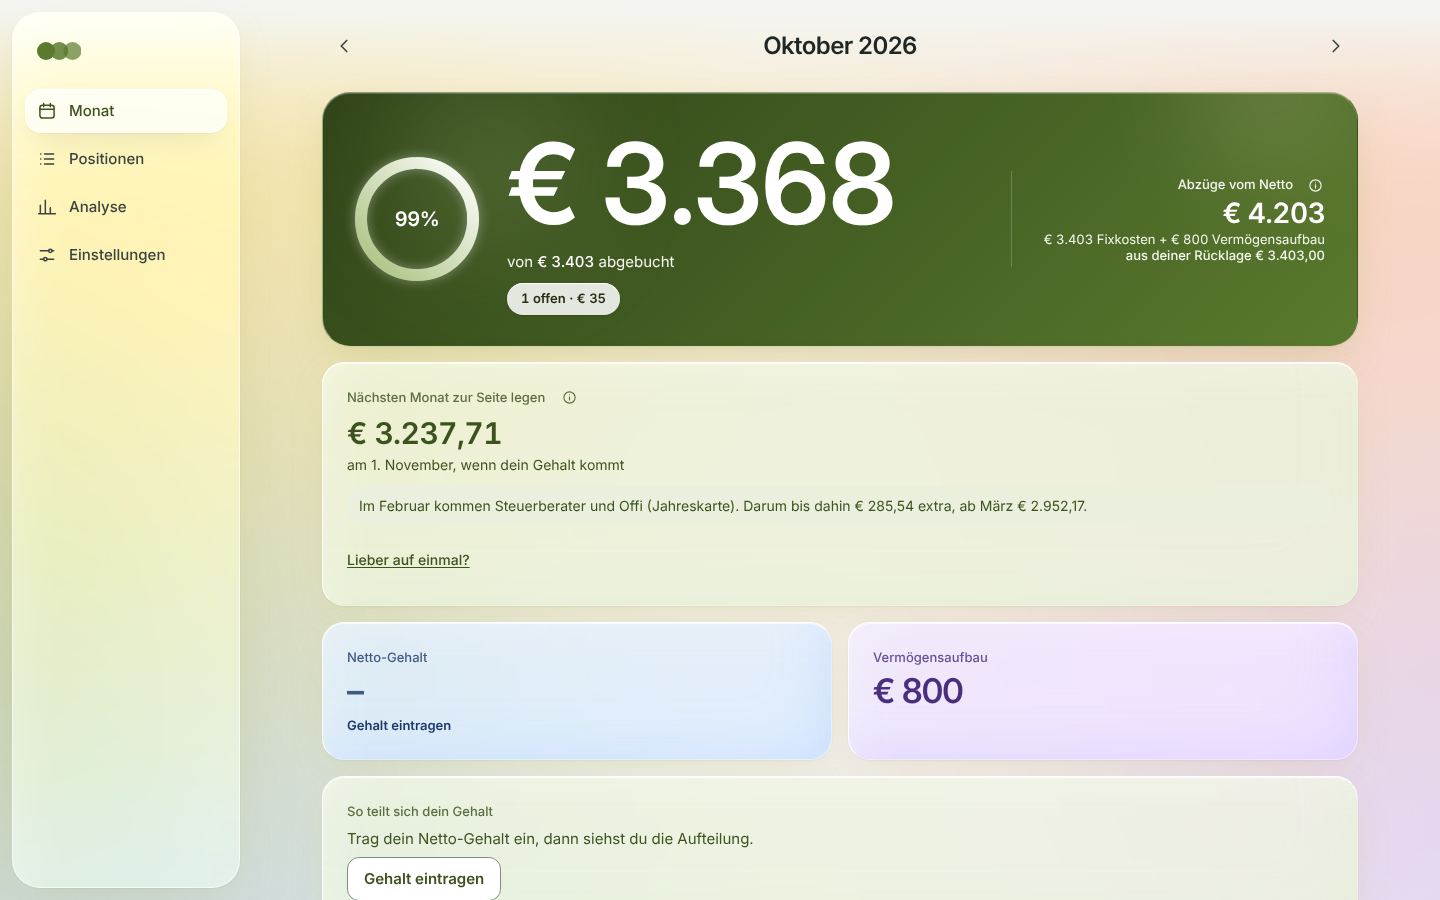 Oktober 2026
Monat
Positionen
Analyse
Einstellungen
99%
€ 3.368
von € 3.403 abgebucht
1 offen · € 35
Abzüge vom Netto
€ 4.203
€ 3.403 Fixkosten + € 800 Vermögensaufbau
aus deiner Rücklage € 3.403,00
Nächsten Monat zur Seite legen
€ 3.237,71
am 1. November, wenn dein Gehalt kommt
Im Februar kommen Steuerberater und Offi (Jahreskarte). Darum bis dahin € 285,54 extra, ab März € 2.952,17.
Lieber auf einmal?
Netto-Gehalt
–
Gehalt eintragen
Vermögensaufbau
€ 800
So teilt sich dein Gehalt
Trag dein Netto-Gehalt ein, dann siehst du die Aufteilung.
Gehalt eintragen